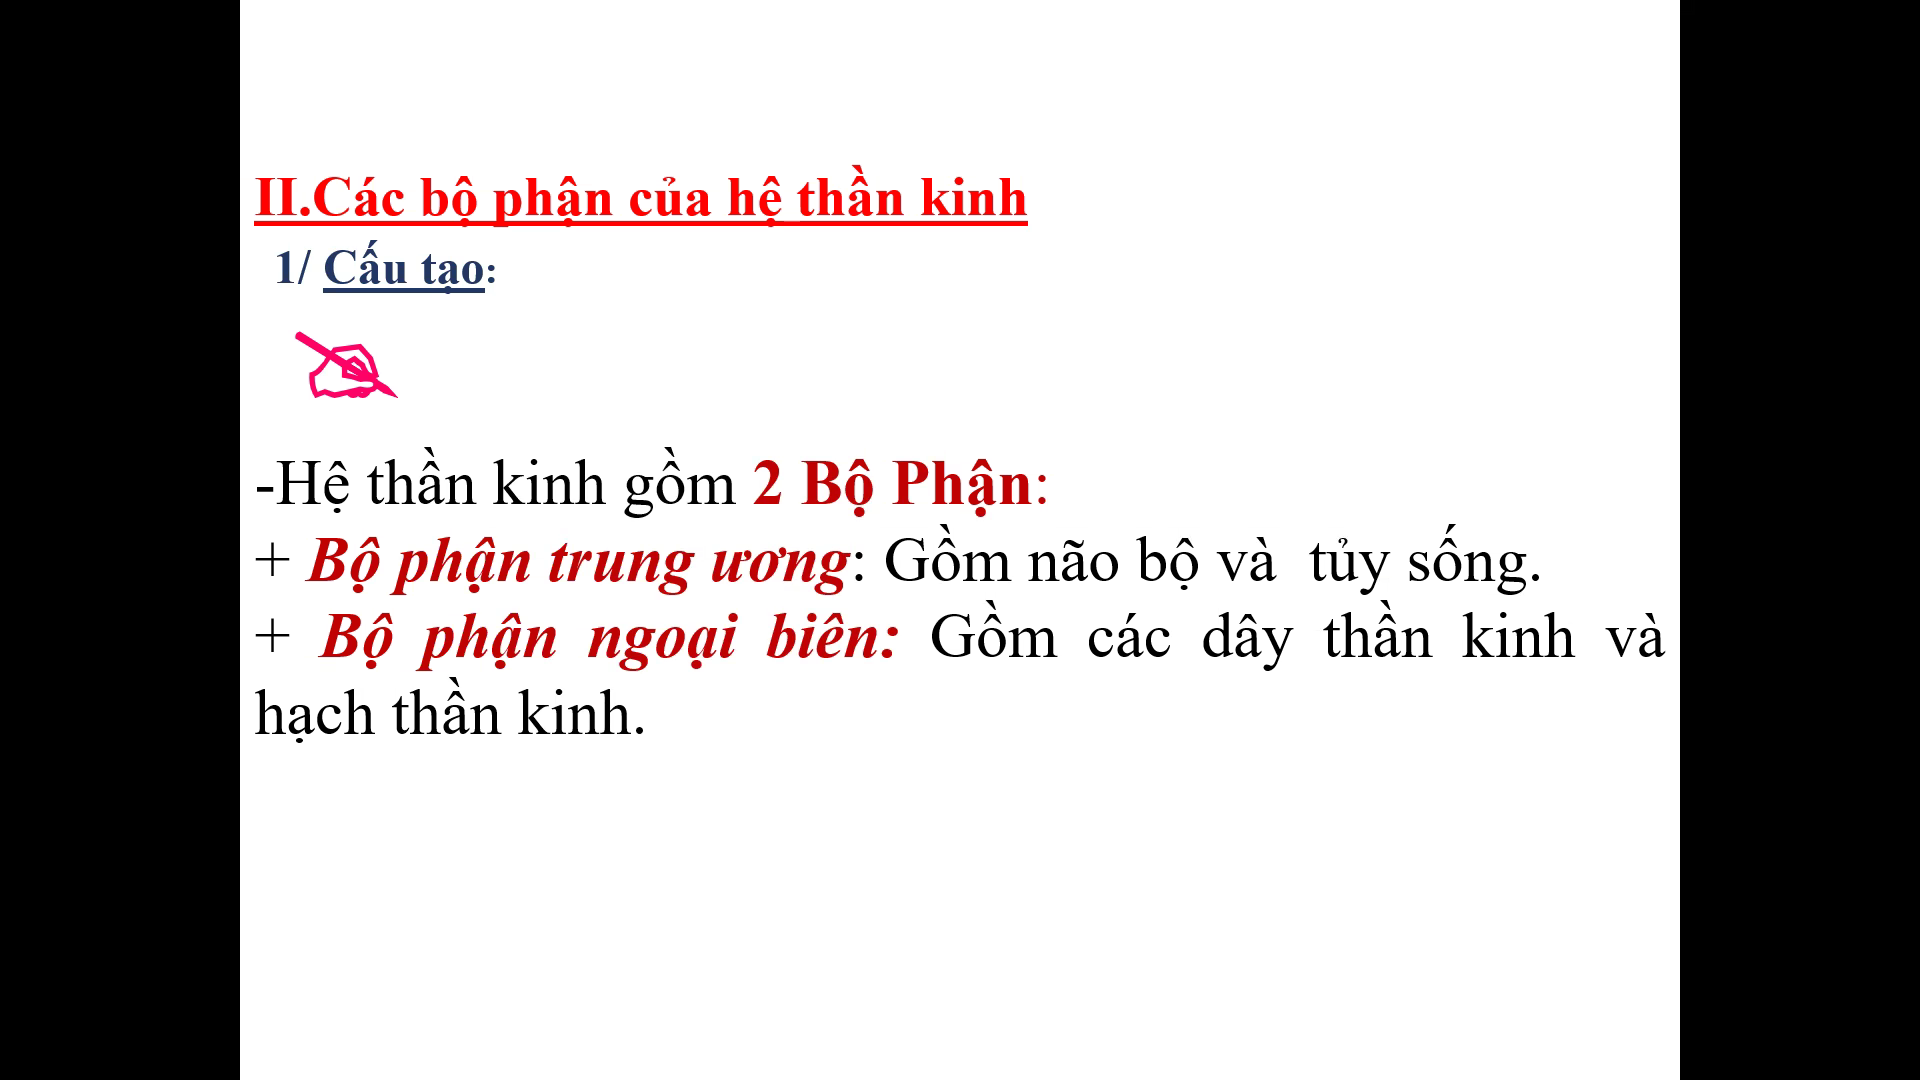 II.Các bộ phận của hệ thần kinh
1/ Cấu tạo:
-Hệ thần kinh gồm 2 Bộ Phận:
+ Bộ phận trung ương: Gồm não bộ và  tủy sống.
+ Bộ phận ngoại biên: Gồm các dây thần kinh và
hạch thần kinh.